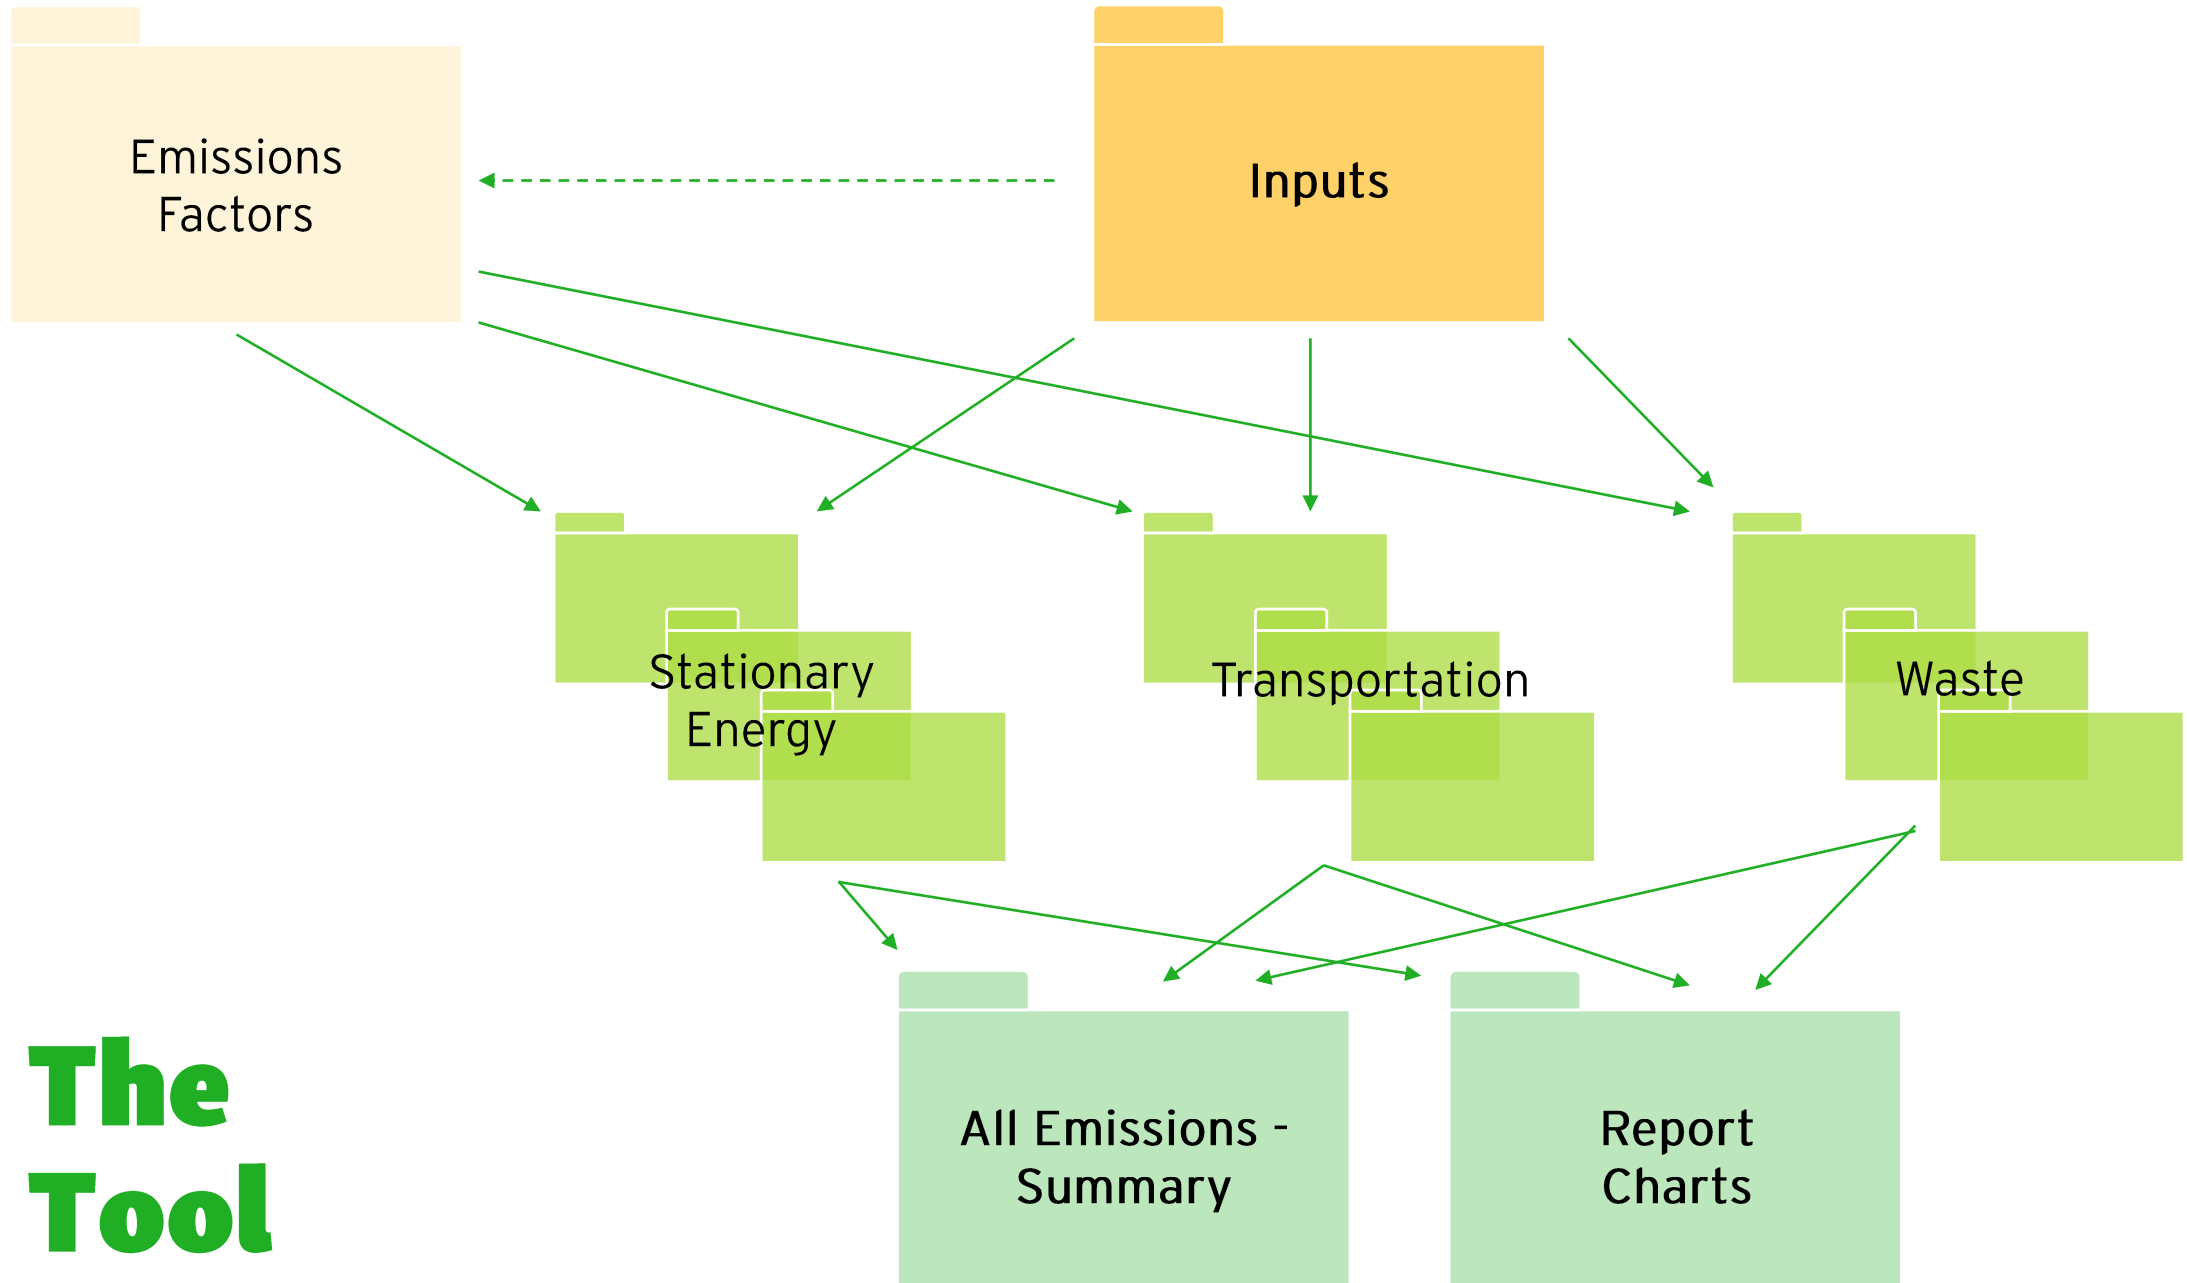 Emissions
Factors
Inputs
Stationary
Energy
Transportation
Waste
All Emissions -
Summary
Report
Charts
The
Tool